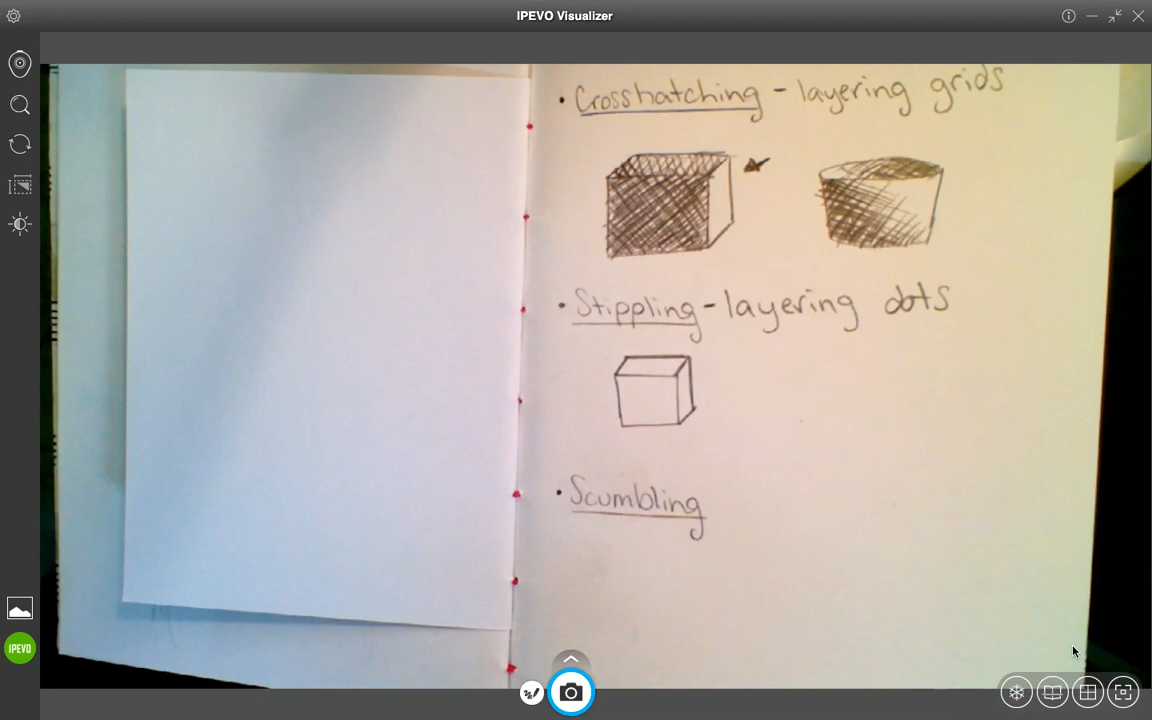 IPEVO Visualizer
• Crosshatching - layering grids
• Stippling - layering dots
• Scumbling
IPEVO